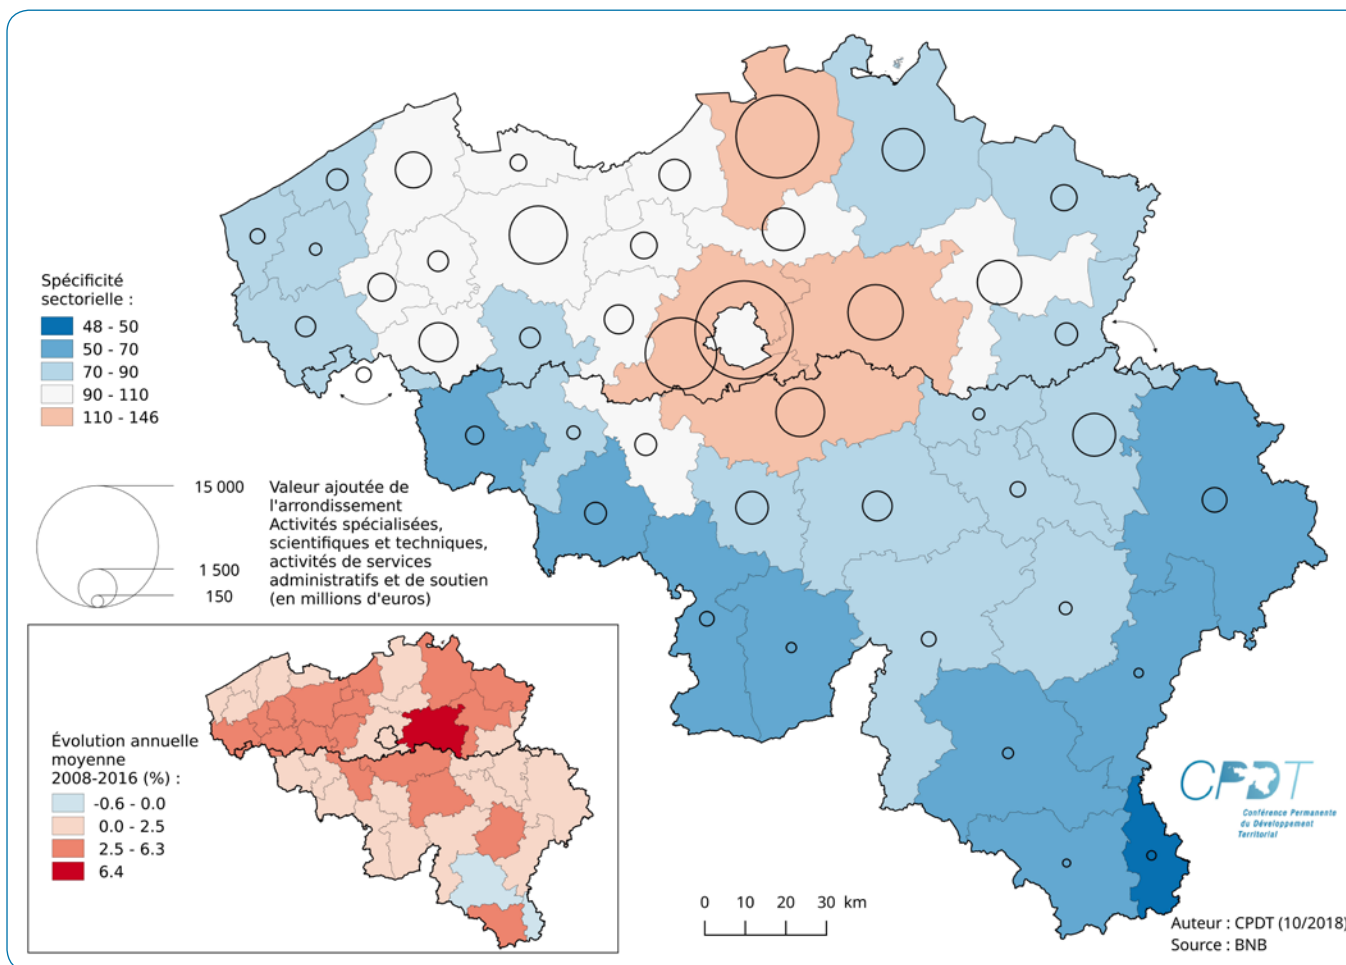 Spécificité
sectorielle :
48 - 50
50 - 70
70 - 90
90 - 110
110 - 146
15 000
1 500
150
Valeur ajoutée de
l'arrondissement
Activités spécialisées,
scientifiques et techniques,
activités de services
administratifs et de soutien
(en millions d'euros)
Évolution annuelle
moyenne
2008-2016 (%) :
-0.6 - 0.0
0.0 - 2.5
2.5 - 6.3
6.4
0 10 20 30 km
CPDT
Conférence Permanente
du Développement
Territorial
Auteur : CPDT (10/2018)
Source : BNB